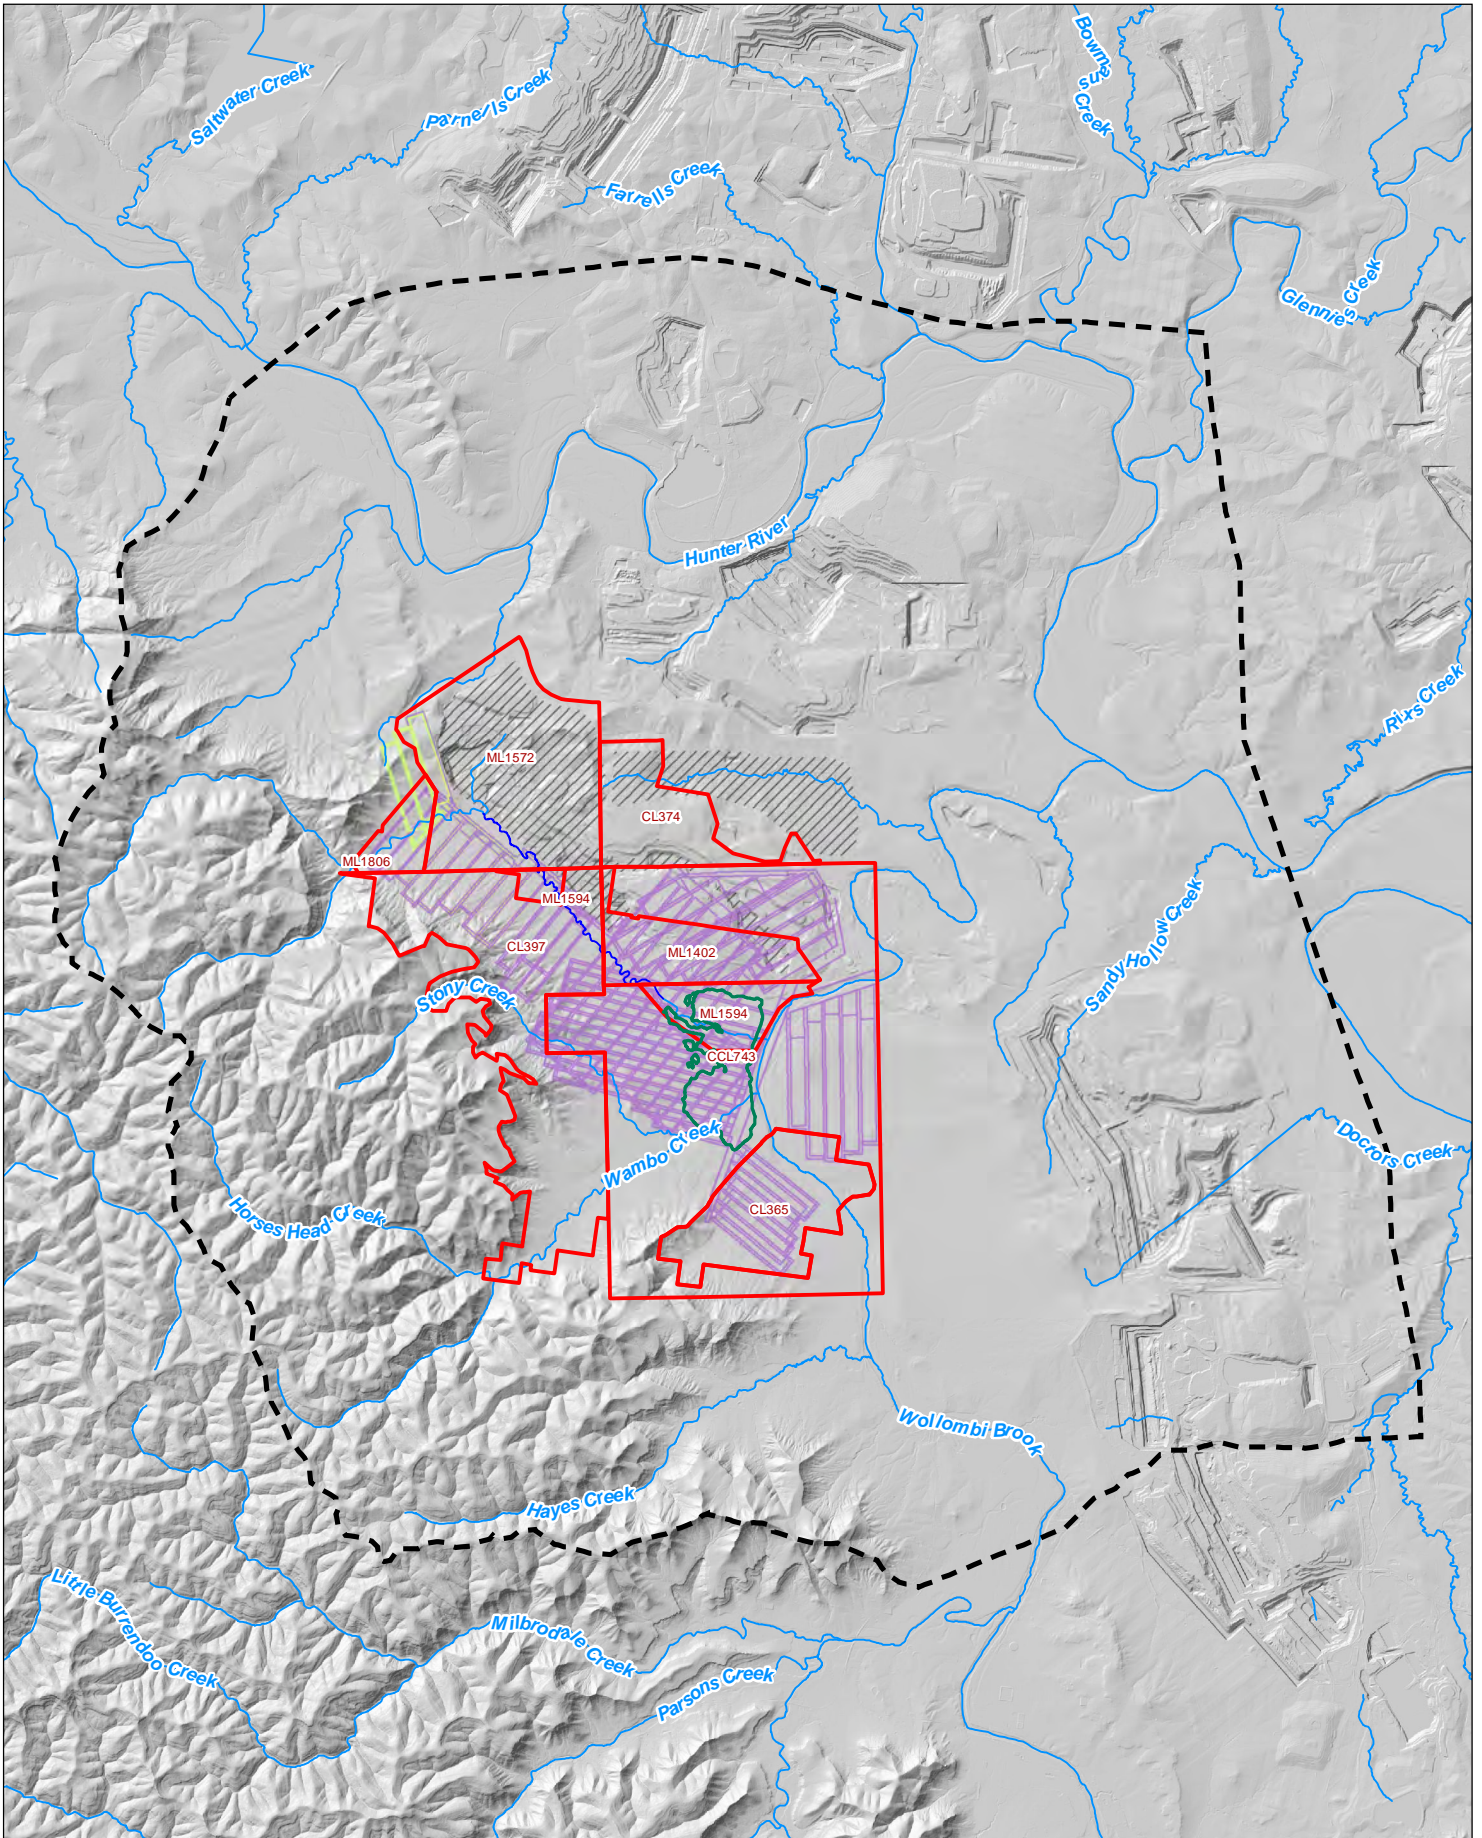 Saltwater Creek
Parnells Creek
Bowmans Creek
Farrells Creek
Glennies Creek
Hunter River
Rixs Creek
ML1572
CL374
ML1806
ML1594
CL397
ML1402
Sandy Hollow Creek
Stony Creek
ML1594
CCL743
Wambo Creek
Doctors Creek
CL365
Horses Head Creek
Wollombi Brook
Hayes Creek
Little Burrendoo Creek
Milbrodale Creek
Parsons Creek